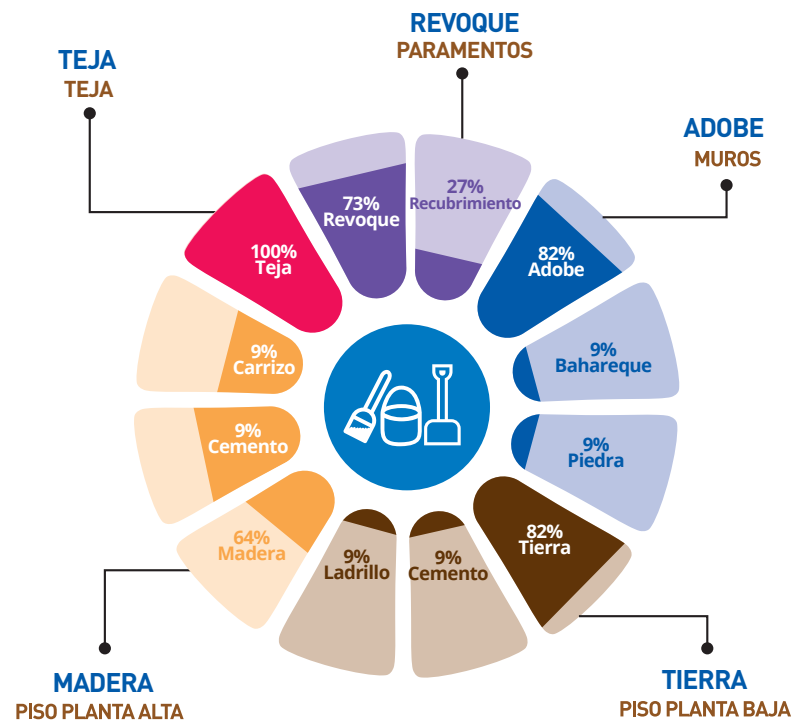 REVOQUE
PARAMENTOS
TEJA
TEJA
ADOBE
MUROS
73%
Revoque
27%
Recubrimiento
100%
Teja
82%
Adobe
9%
Carrizo
9%
Bahareque
9%
Cemento
9%
Piedra
64%
Madera
9%
Ladrillo
9%
Cemento
82%
Tierra
MADERA
PISO PLANTA ALTA
TIERRA
PISO PLANTA BAJA